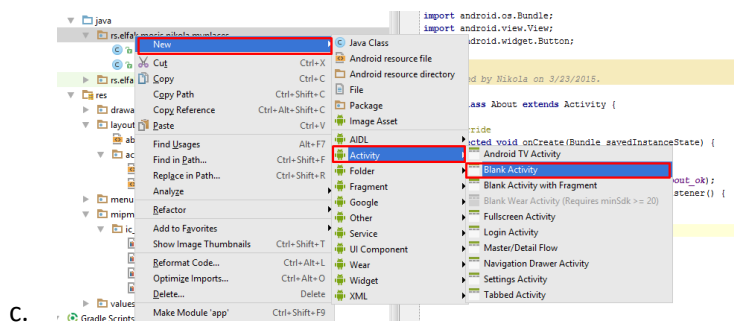 java
rs.elfak.mosis.nikola.myplaces
rs.elfa
res
drawa
layout
ab
ac
menu
mipm
ic_
values
Gradle Scripts
c.
New
Cut Ctrl+X
Copy Ctrl+C
Copy Path Ctrl+Shift+C
Copy Reference Ctrl+Alt+Shift+C
Paste Ctrl+V
Find Usages Alt+F7
Find in Path... Ctrl+Shift+F
Replace in Path... Ctrl+Shift+R
Analyze
Refactor
Add to Favorites
Show Image Thumbnails Ctrl+Shift+T
Reformat Code... Ctrl+Alt+L
Optimize Imports... Ctrl+Alt+O
Delete... Delete
Make Module 'app' Ctrl+Shift+F9
Java Class
Android resource file
Android resource directory
File
Package
Image Asset
AIDL
Activity
Folder
Fragment
Google
Other
Service
UI Component
Wear
Widget
XML
Android TV Activity
Blank Activity
Blank Activity with Fragment
Blank Wear Activity (Requires minSdk >= 20)
Fullscreen Activity
Login Activity
Master/Detail Flow
Navigation Drawer Activity
Settings Activity
Tabbed Activity
import android.os.Bundle;
import android.view.View;
android.widget.Button;
ed by Nikola on 3/23/2015.
ass About extends Activity {
ride
ected void onCreate(Bundle savedInstanceState) {
out_ok);
stener() {